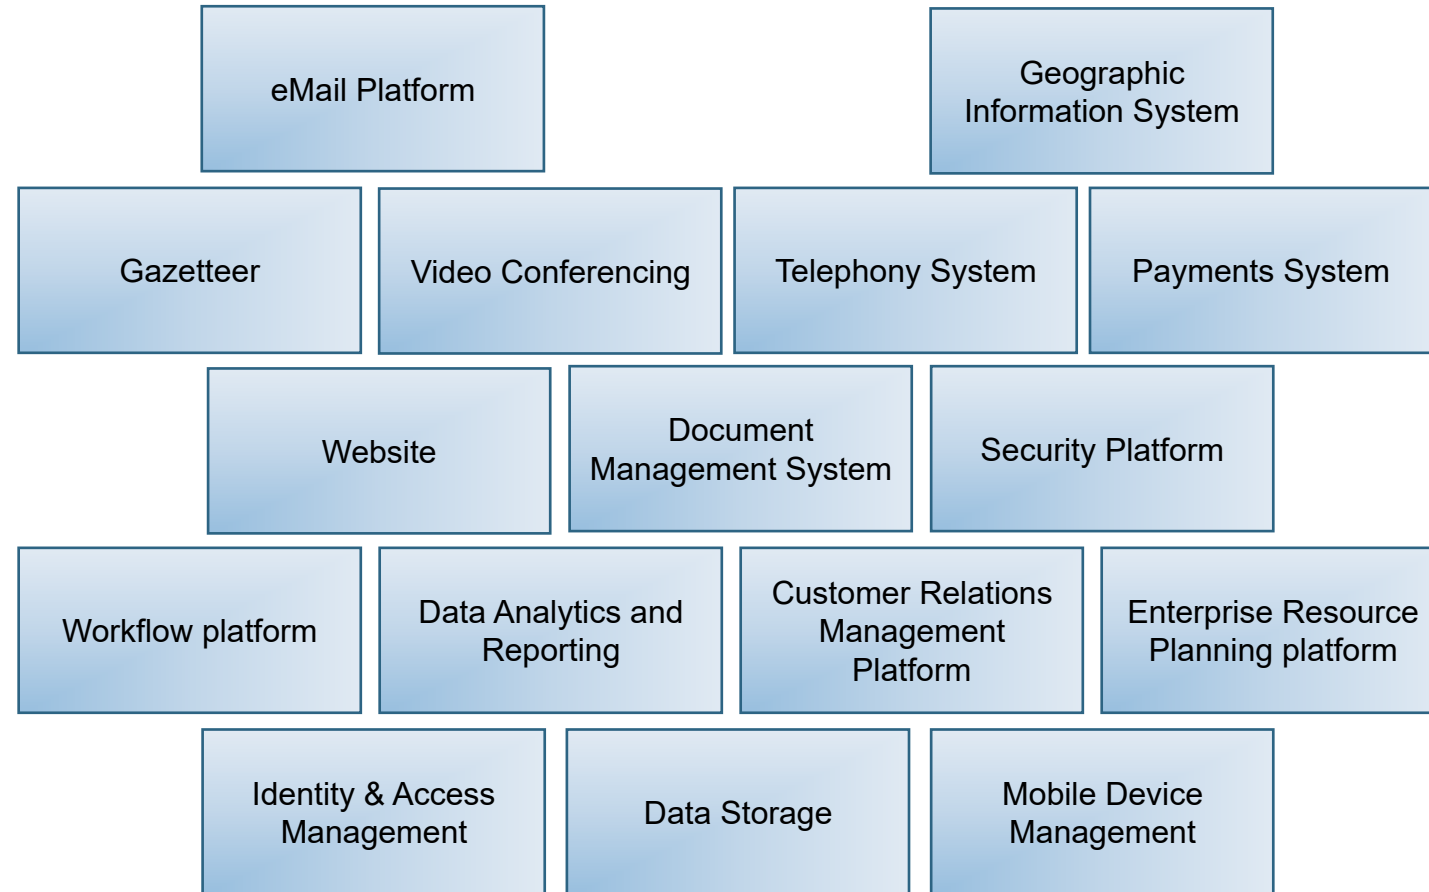 eMail Platform
Geographic
Information System
Gazetteer
Video Conferencing
Telephony System
Payments System
Website
Document
Management System
Security Platform
Workflow platform
Data Analytics and
Reporting
Customer Relations
Management
Platform
Enterprise Resource
Planning platform
Identity & Access
Management
Data Storage
Mobile Device
Management